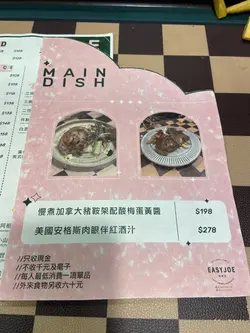 MAIN
DISH
慢煮加拿大豬鞍架配酸梅蛋黃醬 $198
美國安格斯肉眼伴紅酒汁 $278
//只收現金
//不收千元及電子
//每人最低消費一項單品
//外來食物另收六十元
EASYJOE